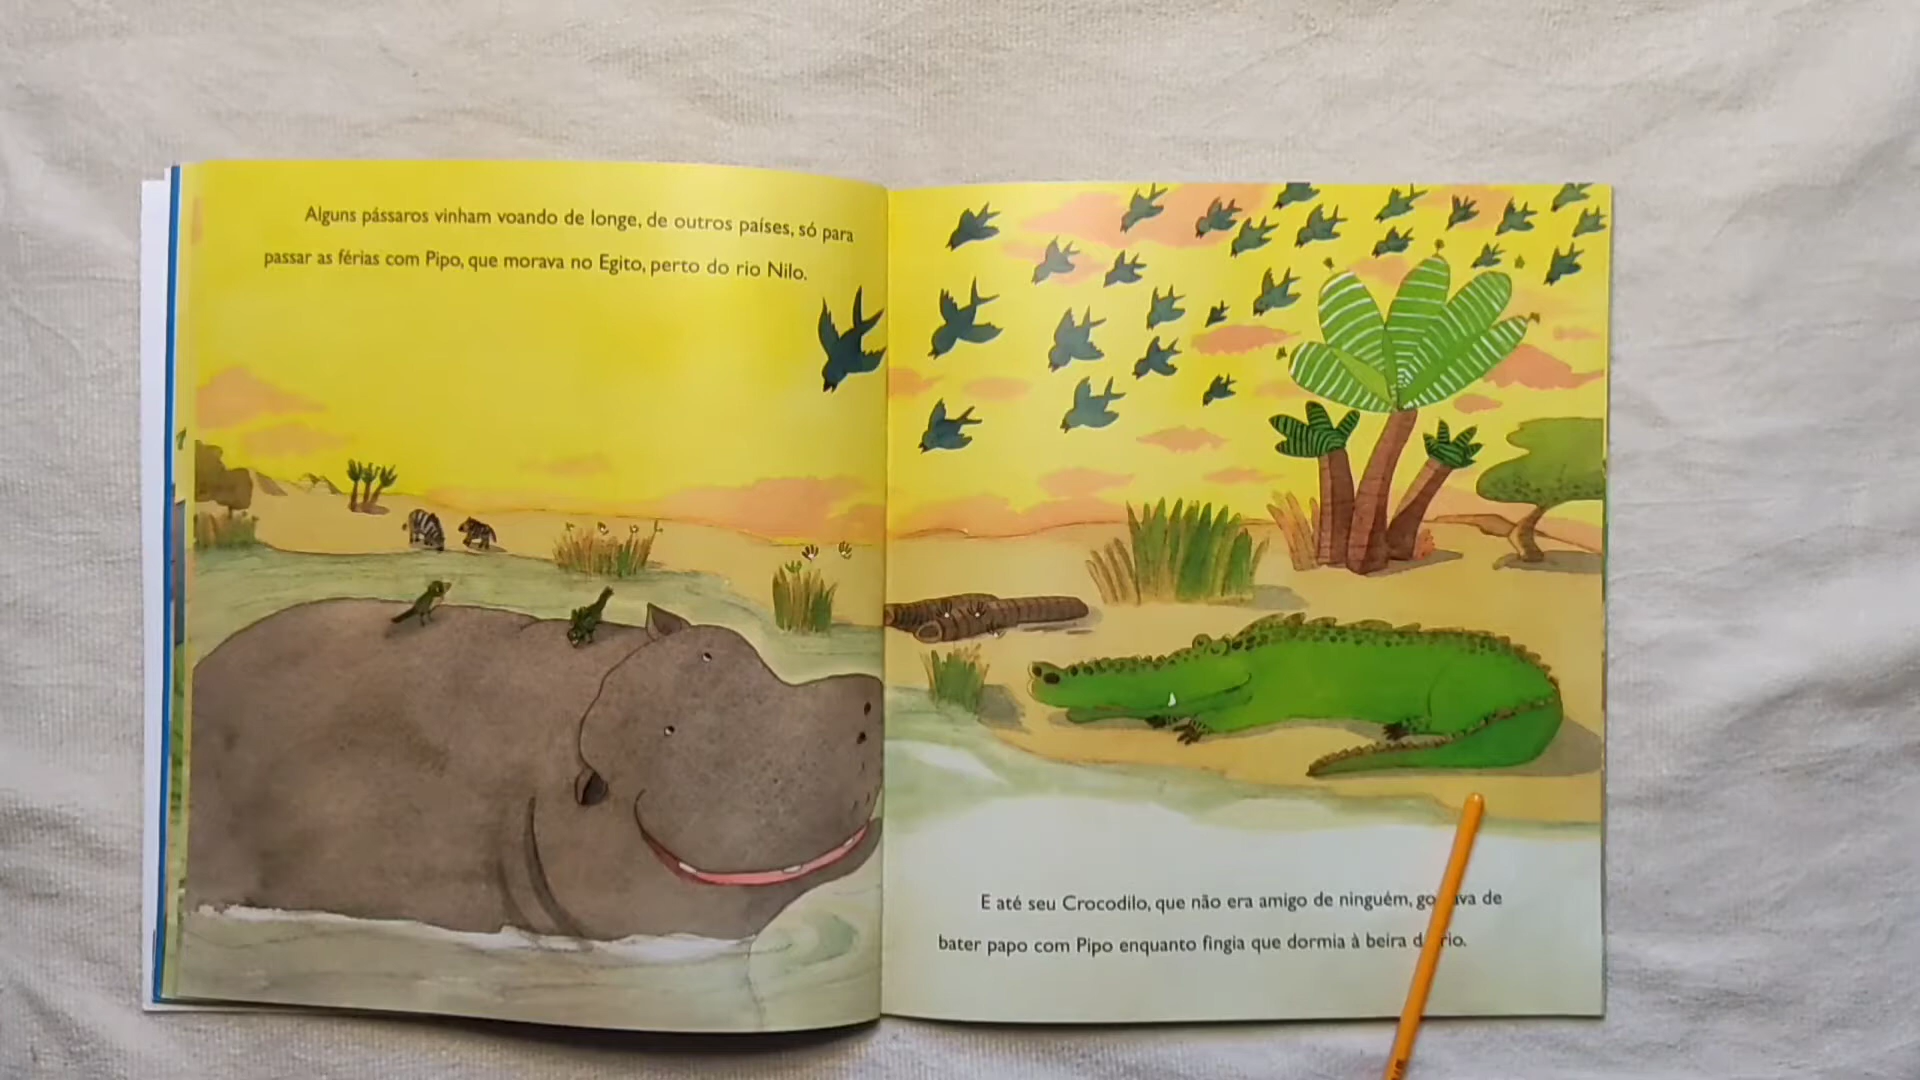 Alguns pássaros vinham voando de longe, de outros países, só para
passar as férias com Pipo, que morava no Egito, perto do rio Nilo.
E até seu Crocodilo, que não era amigo de ninguém, gostava de
bater papo com Pipo enquanto fingia que dormia à beira do rio.